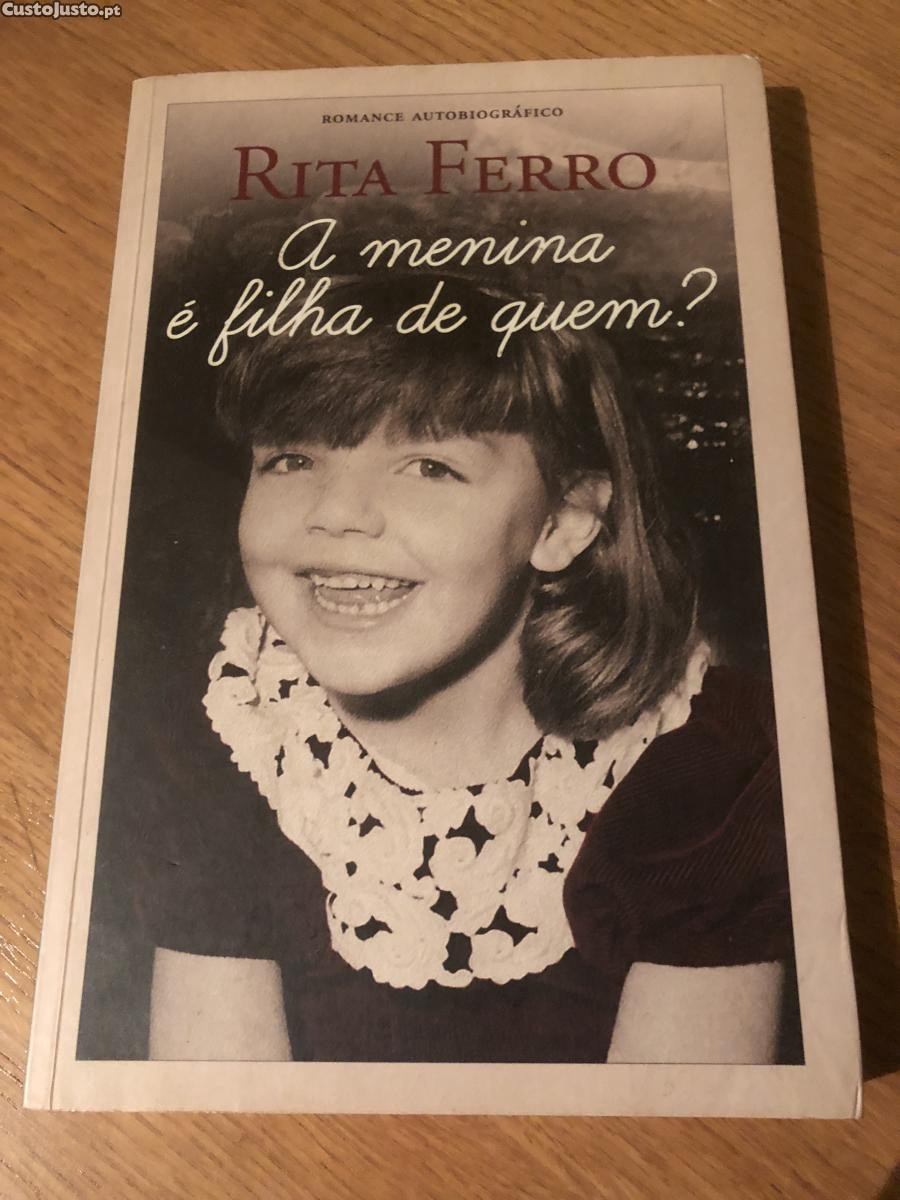 CustoJusto.pt
ROMANCE AUTOBIOGRÁFICO
RITA FERRO
A menina
é filha de quem?